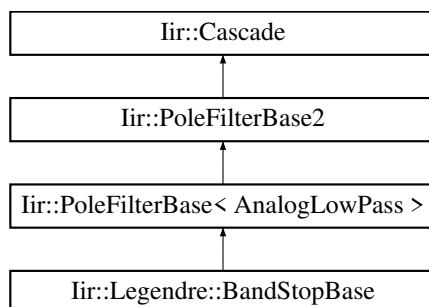 Iir::Cascade
Iir::PoleFilterBase2
Iir::PoleFilterBase< AnalogLowPass >
Iir::Legendre::BandStopBase